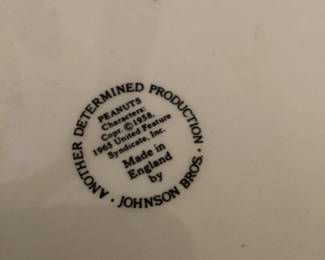 ANOTHER DETERMINED PRODUCTION ·
PEANUTS
Characters:
Copr. ©1958,
1965 United Feature
Syndicate, Inc.
Made in
England
by
· JOHNSON BROS. ·